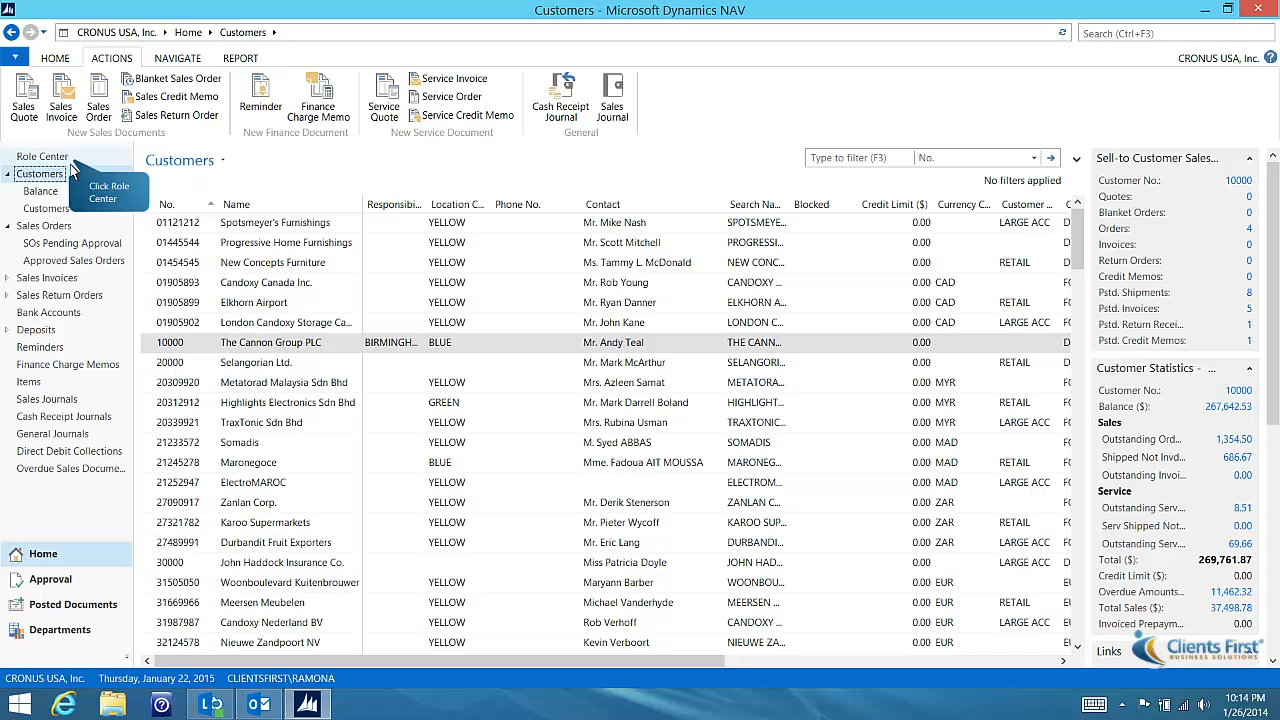 Customers - Microsoft Dynamics NAV
CRONUS USA, Inc. Home Customers
Search (Ctrl+F3)
HOME ACTIONS NAVIGATE REPORT
CRONUS USA, Inc.
Sales Quote
Sales Invoice
Sales Order
Blanket Sales Order
Sales Credit Memo
Sales Return Order
New Sales Documents
Reminder
Finance Charge Memo
New Finance Document
Service Quote
Service Invoice
Service Order
Service Credit Memo
New Service Document
Cash Receipt Journal
Sales Journal
General
Role Center
Customers
Balance
Customers
Sales Orders
SOs Pending Approval
Approved Sales Orders
Sales Invoices
Sales Return Orders
Bank Accounts
Deposits
Reminders
Finance Charge Memos
Items
Sales Journals
Cash Receipt Journals
General Journals
Direct Debit Collections
Overdue Sales Docume...
Home
Approval
Posted Documents
Departments
Click Role
Center
Customers
Type to filter (F3) No.
No filters applied
No. Name Responsibi... Location C... Phone No. Contact Search Na... Blocked Credit Limit ($) Currency C... Customer ...
01121212 Spotsmeyer's Furnishings YELLOW Mr. Mike Nash SPOTSMEY... 0.00 LARGE ACC
01445544 Progressive Home Furnishings YELLOW Mr. Scott Mitchell PROGRESSI... 0.00
01454545 New Concepts Furniture YELLOW Ms. Tammy L. McDonald NEW CONC... 0.00 RETAIL
01905893 Candoxy Canada Inc. YELLOW Mr. Rob Young CANDOXY ... 0.00 CAD
01905899 Elkhorn Airport YELLOW Mr. Ryan Danner ELKHORN A... 0.00 CAD RETAIL
01905902 London Candoxy Storage Ca... YELLOW Mr. John Kane LONDON C... 0.00 CAD LARGE ACC
10000 The Cannon Group PLC BIRMINGH... BLUE Mr. Andy Teal THE CANN... 0.00
20000 Selangorian Ltd. Mr. Mark McArthur SELANGORI... 0.00 RETAIL
20309920 Metatorad Malaysia Sdn Bhd YELLOW Mrs. Azleen Samat METATORA... 0.00 MYR
20312912 Highlights Electronics Sdn Bhd GREEN Mr. Mark Darrell Boland HIGHLIGHT... 0.00 MYR RETAIL
20339921 TraxTonic Sdn Bhd YELLOW Mrs. Rubina Usman TRAXTONIC... 0.00 MYR LARGE ACC
21233572 Somadis YELLOW M. Syed ABBAS SOMADIS 0.00 MAD
21245278 Maronegoce BLUE Mme. Fadoua AIT MOUSSA MARONEG... 0.00 MAD RETAIL
21252947 ElectroMAROC YELLOW ELECTROM... 0.00 MAD LARGE ACC
27090917 Zanlan Corp. YELLOW Mr. Derik Stenerson ZANLAN C... 0.00 ZAR
27321782 Karoo Supermarkets YELLOW Mr. Pieter Wycoff KAROO SUP... 0.00 ZAR RETAIL
27489991 Durbandit Fruit Exporters YELLOW Mr. Eric Lang DURBANDI... 0.00 ZAR LARGE ACC
30000 John Haddock Insurance Co. Miss Patricia Doyle JOHN HAD... 0.00 LARGE ACC
31505050 Woonboulevard Kuitenbrouwer YELLOW Maryann Barber WOONBOU... 0.00 EUR
31669966 Meersen Meubelen YELLOW Michael Vanderhyde MEERSEN ... 0.00 EUR RETAIL
31987987 Candoxy Nederland BV YELLOW Rob Verhoff CANDOXY ... 0.00 EUR LARGE ACC
32124578 Nieuwe Zandpoort NV YELLOW Kevin Verboort NIEUWE ZA... 0.00 EUR
Sell-to Customer Sales...
Customer No.: 10000
Quotes: 0
Blanket Orders: 0
Orders: 4
Invoices: 0
Return Orders: 0
Credit Memos: 0
Pstd. Shipments: 8
Pstd. Invoices: 5
Pstd. Return Recei... 1
Pstd. Credit Memos: 1
Customer Statistics - ...
Customer No.: 10000
Balance ($): 267,642.53
Sales
Outstanding Ord... 1,354.50
Shipped Not Invd... 686.67
Outstanding Invoi... 0.00
Service
Outstanding Serv... 8.51
Serv Shipped Not... 0.00
Outstanding Serv... 69.66
Total ($): 269,761.87
Credit Limit ($): 0.00
Overdue Amounts... 11,462.32
Total Sales ($): 37,498.78
Invoiced Prepaym... 0.00
Links
Clients First
BUSINESS SOLUTIONS
CRONUS USA, Inc. Thursday, January 22, 2015 CLIENTSFIRST\RAMONA
10:14 PM
1/26/2014